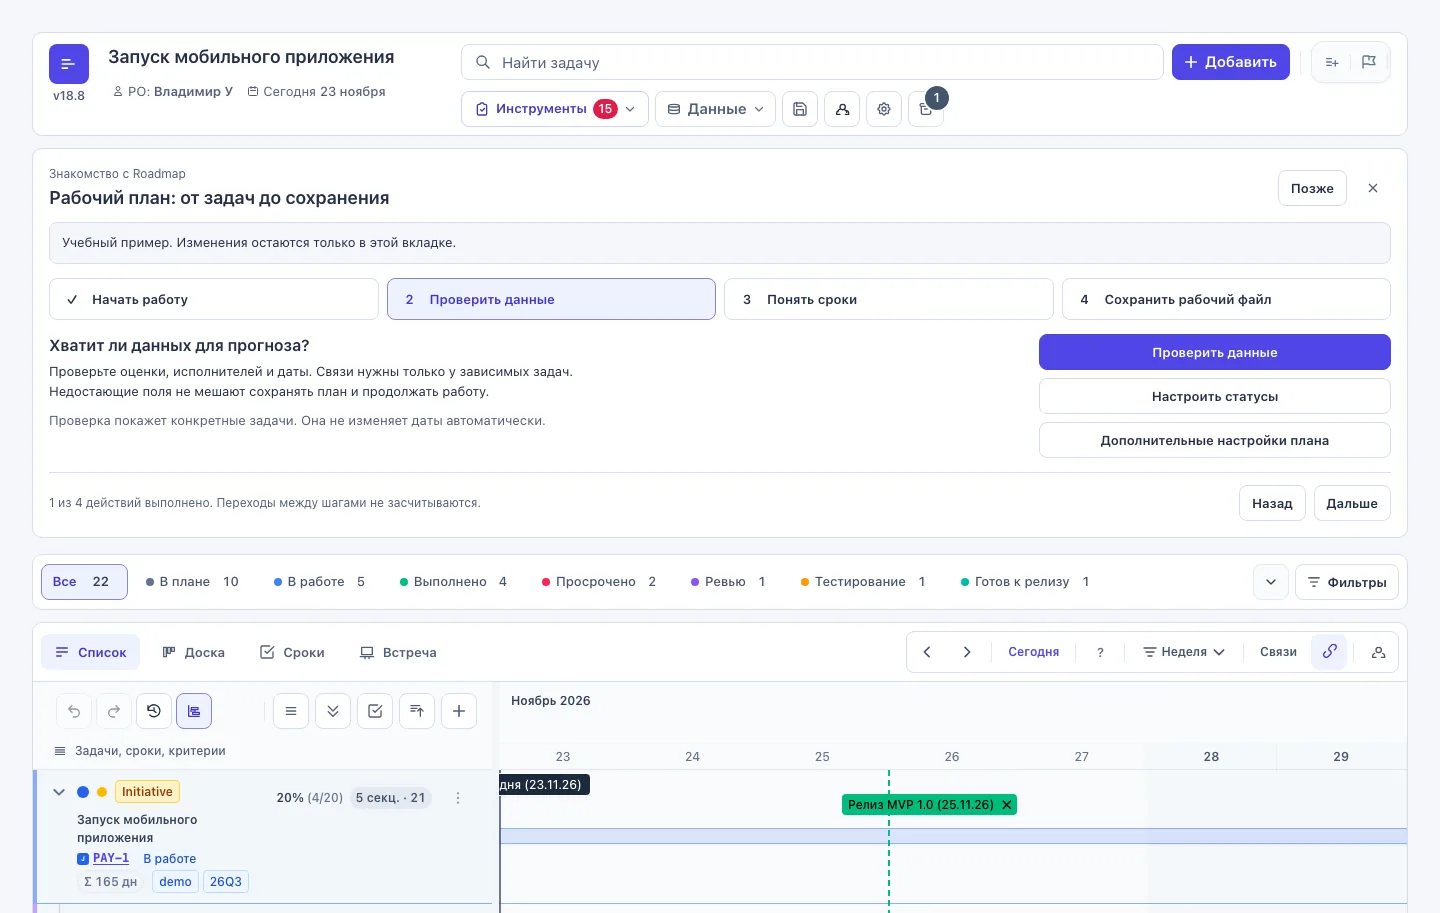 Запуск мобильного приложения
v18.8
PO: Владимир У
Сегодня 23 ноября
Найти задачу
Добавить
Инструменты 15
Данные
1
Знакомство с Roadmap
Рабочий план: от задач до сохранения
Позже
Учебный пример. Изменения остаются только в этой вкладке.
Начать работу
2 Проверить данные
3 Понять сроки
4 Сохранить рабочий файл
Хватит ли данных для прогноза?
Проверьте оценки, исполнителей и даты. Связи нужны только у зависимых задач.
Недостающие поля не мешают сохранять план и продолжать работу.
Проверка покажет конкретные задачи. Она не изменяет даты автоматически.
Проверить данные
Настроить статусы
Дополнительные настройки плана
1 из 4 действий выполнено. Переходы между шагами не засчитываются.
Назад
Дальше
Все 22
В плане 10
В работе 5
Выполнено 4
Просрочено 2
Ревью 1
Тестирование 1
Готов к релизу 1
Фильтры
Список
Доска
Сроки
Встреча
Сегодня
?
Неделя
Связи
Ноябрь 2026
Задачи, сроки, критерии
23 24 25 26 27 28 29
Initiative
20% (4/20)
5 секц. · 21
дня (23.11.26)
Релиз MVP 1.0 (25.11.26)
Запуск мобильного
приложения
PAY-1
В работе
Σ 165 дн
demo
26Q3